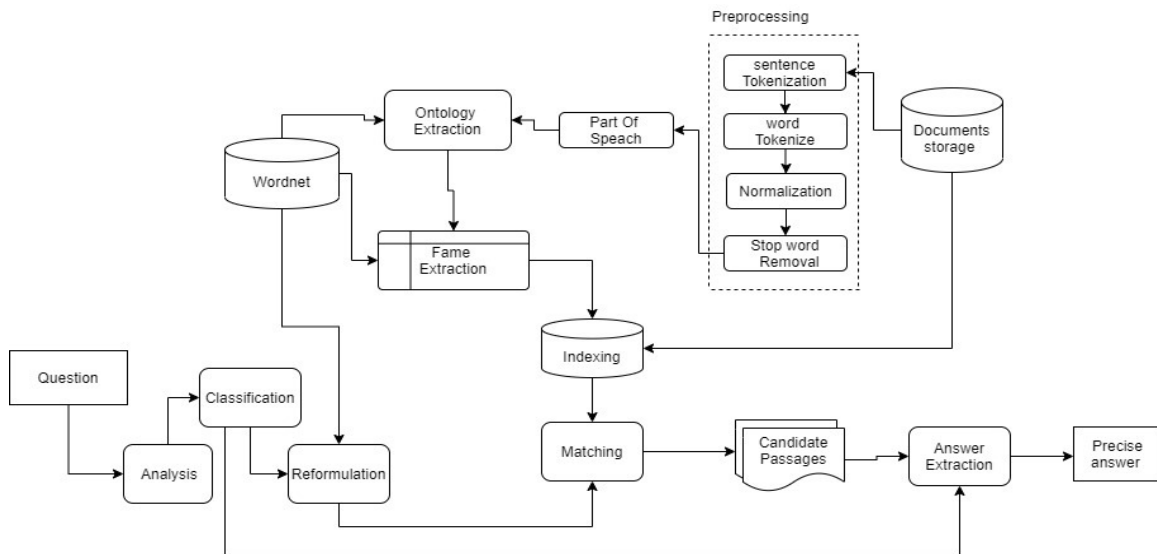 Preprocessing
sentence
Tokenization
Ontology
Extraction
Part Of
Speach
word
Tokenize
Documents
storage
Wordnet
Normalization
Fame
Extraction
Stop word
Removal
Indexing
Question
Classification
Analysis
Reformulation
Matching
Candidate
Passages
Answer
Extraction
Precise
answer